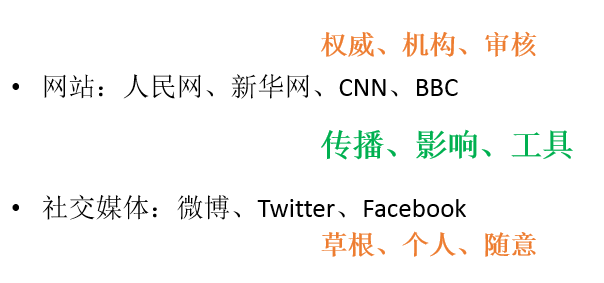 权威、机构、审核
• 网站：人民网、新华网、CNN、BBC
传播、影响、工具
• 社交媒体：微博、Twitter、Facebook
草根、个人、随意